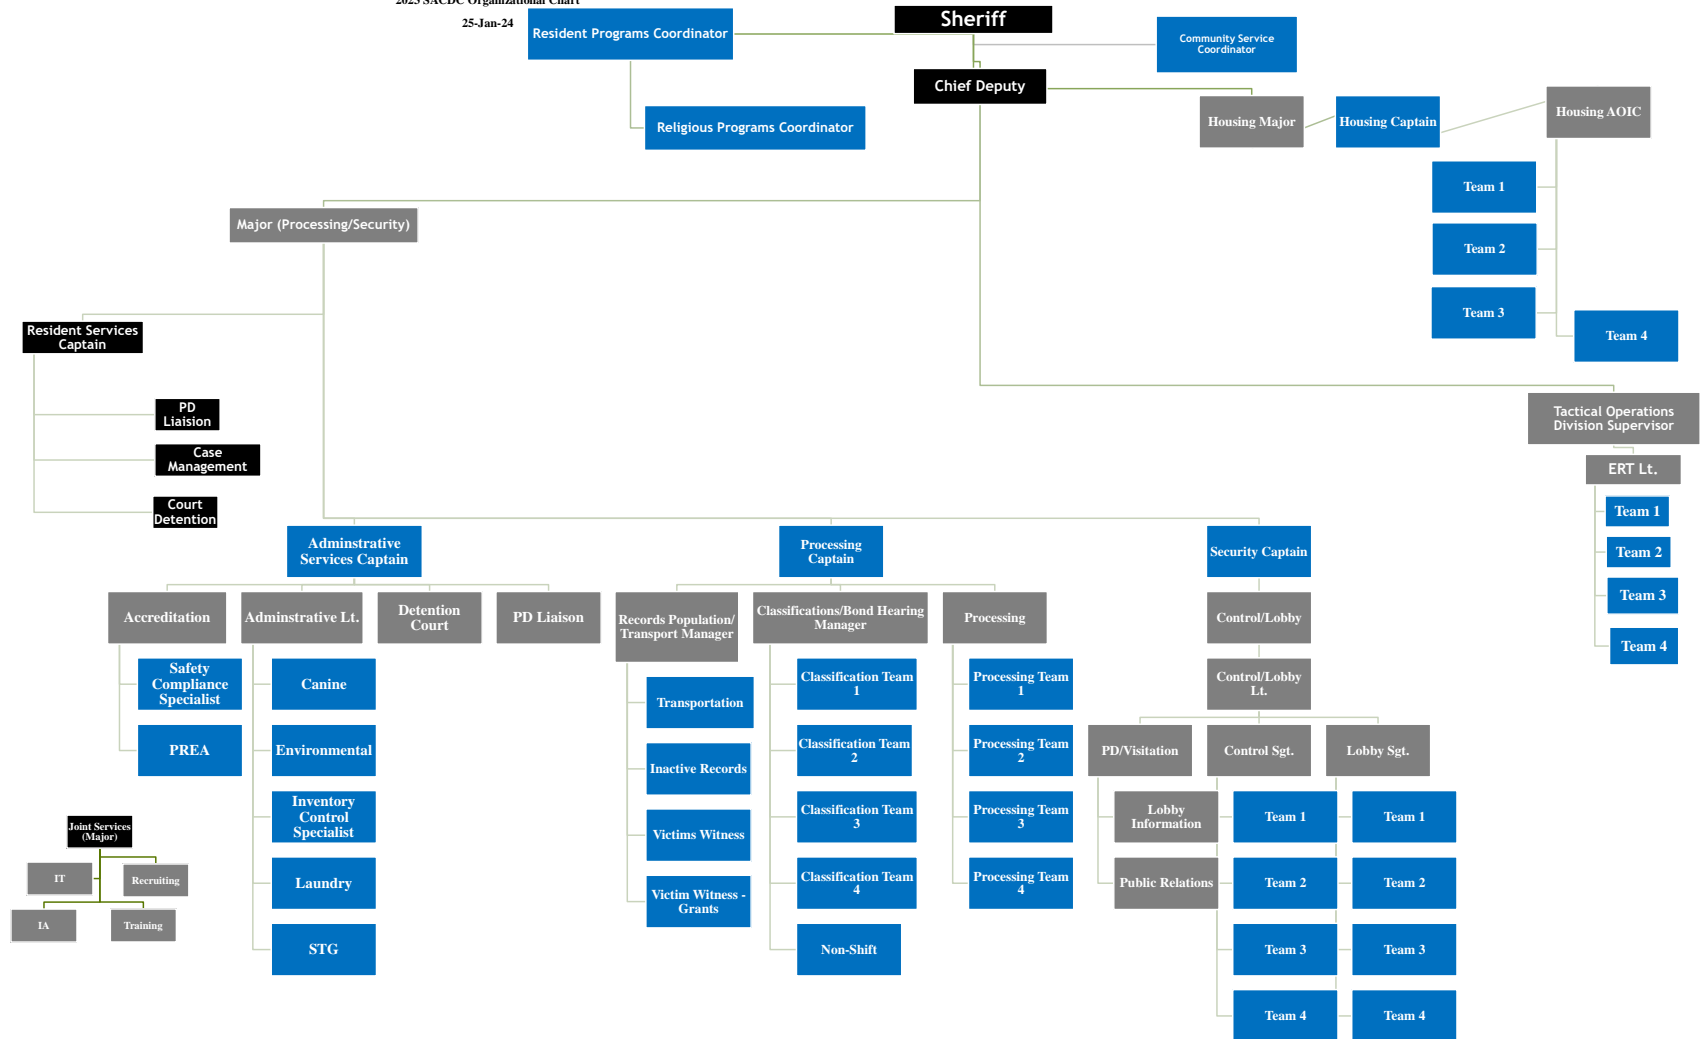 2023 SACDC Organizational Chart
25-Jan-24
Sheriff
Resident Programs Coordinator
Community Service
Coordinator
Chief Deputy
Religious Programs Coordinator
Housing Major
Housing Captain
Housing AOIC
Team 1
Team 2
Team 3
Team 4
Major (Processing/Security)
Resident Services
Captain
PD
Liaision
Case
Management
Court
Detention
Tactical Operations
Division Supervisor
ERT Lt.
Team 1
Team 2
Team 3
Team 4
Adminstrative
Services Captain
Processing
Captain
Security Captain
Accreditation
Adminstrative Lt.
Detention
Court
PD Liaison
Records Population/
Transport Manager
Classifications/Bond Hearing
Manager
Processing
Control/Lobby
Safety
Compliance
Specialist
PREA
Canine
Environmental
Inventory
Control
Specialist
Laundry
STG
Transportation
Inactive Records
Victims Witness
Victim Witness -
Grants
Classification Team
1
Classification Team
2
Classification Team
3
Classification Team
4
Non-Shift
Processing Team
1
Processing Team
2
Processing Team
3
Processing Team
4
Control/Lobby
Lt.
PD/Visitation
Control Sgt.
Lobby Sgt.
Lobby
Information
Public Relations
Team 1
Team 2
Team 3
Team 4
Team 1
Team 2
Team 3
Team 4
Joint Services
(Major)
IT
Recruiting
IA
Training